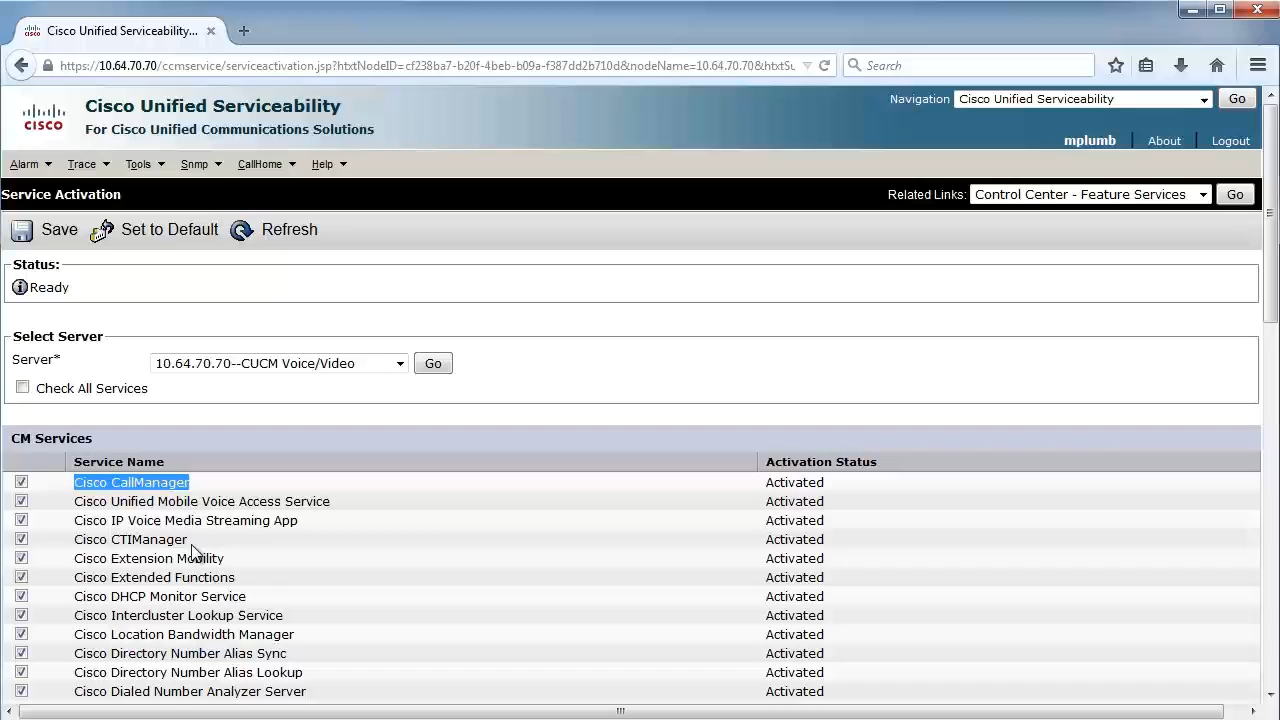 Cisco Unified Serviceability...
https://10.64.70.70/ccmservice/serviceactivation.jsp?htxtNodeID=cf238ba7-b20f-4beb-b09a-f387dd2b710d&nodeName=10.64.70.70&htxtSu
Search
CISCO
Cisco Unified Serviceability
For Cisco Unified Communications Solutions
Navigation Cisco Unified Serviceability Go
mplumb About Logout
Alarm Trace Tools Snmp CallHome Help
Service Activation
Related Links: Control Center - Feature Services Go
Save Set to Default Refresh
Status:
Ready
Select Server
Server* 10.64.70.70--CUCM Voice/Video Go
Check All Services
CM Services
Service Name Activation Status
Cisco CallManager Activated
Cisco Unified Mobile Voice Access Service Activated
Cisco IP Voice Media Streaming App Activated
Cisco CTIManager Activated
Cisco Extension Mobility Activated
Cisco Extended Functions Activated
Cisco DHCP Monitor Service Activated
Cisco Intercluster Lookup Service Activated
Cisco Location Bandwidth Manager Activated
Cisco Directory Number Alias Sync Activated
Cisco Directory Number Alias Lookup Activated
Cisco Dialed Number Analyzer Server Activated